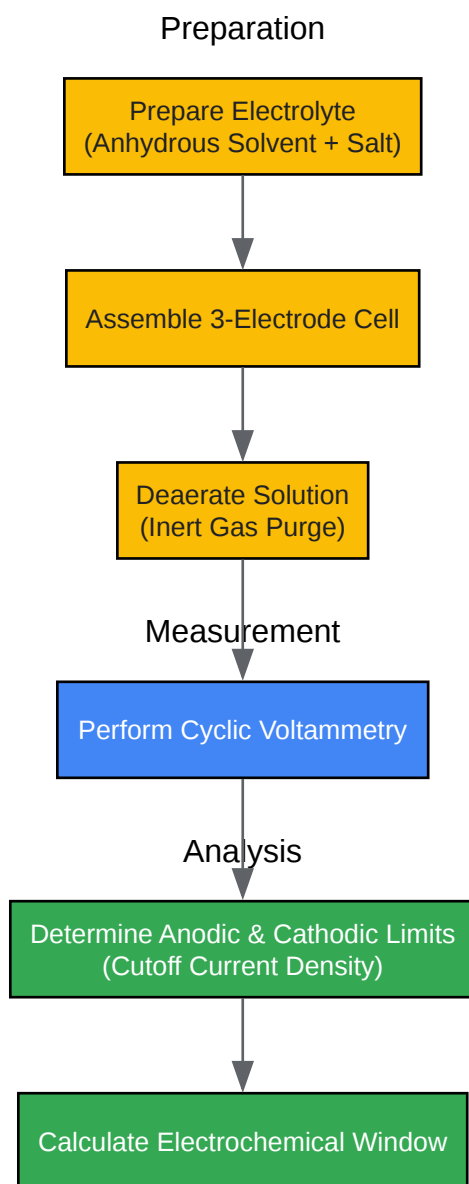 Preparation
Prepare Electrolyte
(Anhydrous Solvent + Salt)
Assemble 3-Electrode Cell
Deaerate Solution
(Inert Gas Purge)
Measurement
Perform Cyclic Voltammetry
Analysis
Determine Anodic & Cathodic Limits
(Cutoff Current Density)
Calculate Electrochemical Window